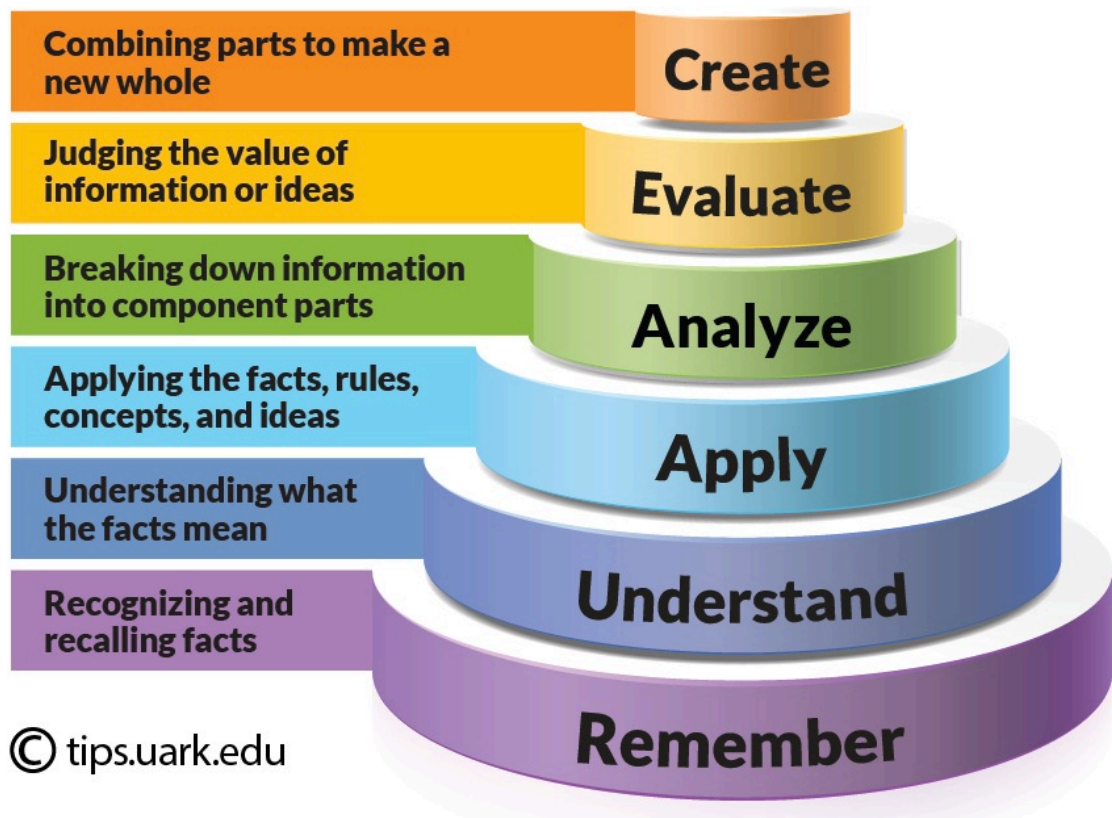 Combining parts to make a
new whole
Create
Judging the value of
information or ideas
Evaluate
Breaking down information
into component parts
Analyze
Applying the facts, rules,
concepts, and ideas
Apply
Understanding what
the facts mean
Understand
Recognizing and
recalling facts
Remember
© tips.uark.edu